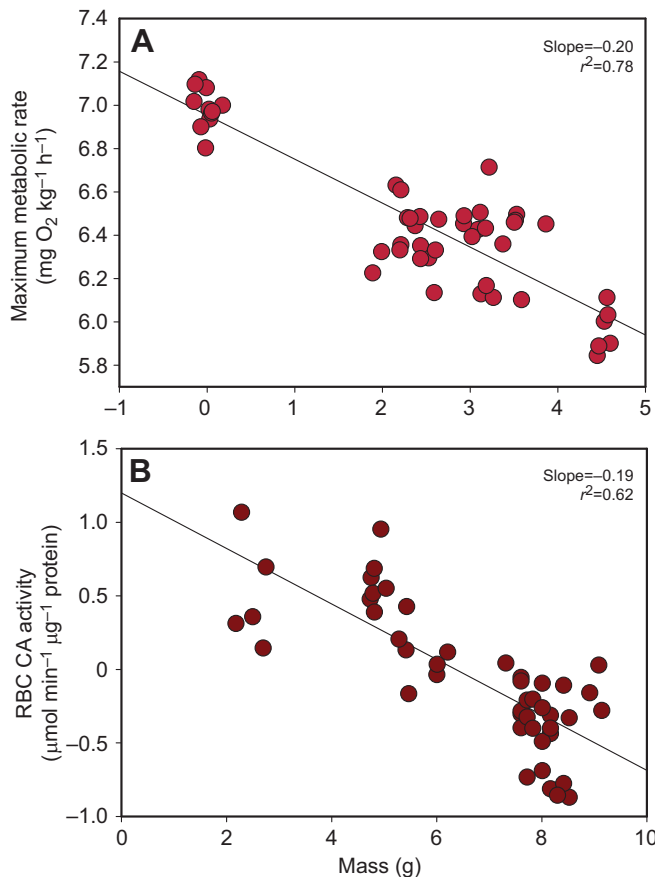 A
Slope=–0.20
r²=0.78
Maximum metabolic rate
(mg O₂ kg⁻¹ h⁻¹)
7.4
7.2
7.0
6.8
6.6
6.4
6.2
6.0
5.8
–1
0
1
2
3
4
5
B
Slope=–0.19
r²=0.62
RBC CA activity
(μmol min⁻¹ μg⁻¹ protein)
1.5
1.0
0.5
0
–0.5
–1.0
0
2
4
6
8
10
Mass (g)